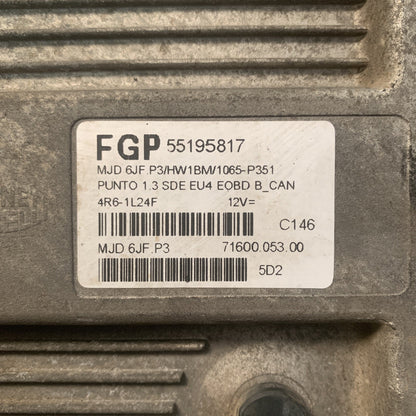 FGP 55195817
MJD 6JF.P3/HW1BM/1065-P351
PUNTO 1.3 SDE EU4 EOBD B_CAN
4R6-1L24F 12V=
C146
MJD 6JF.P3 71600.053.00
5D2